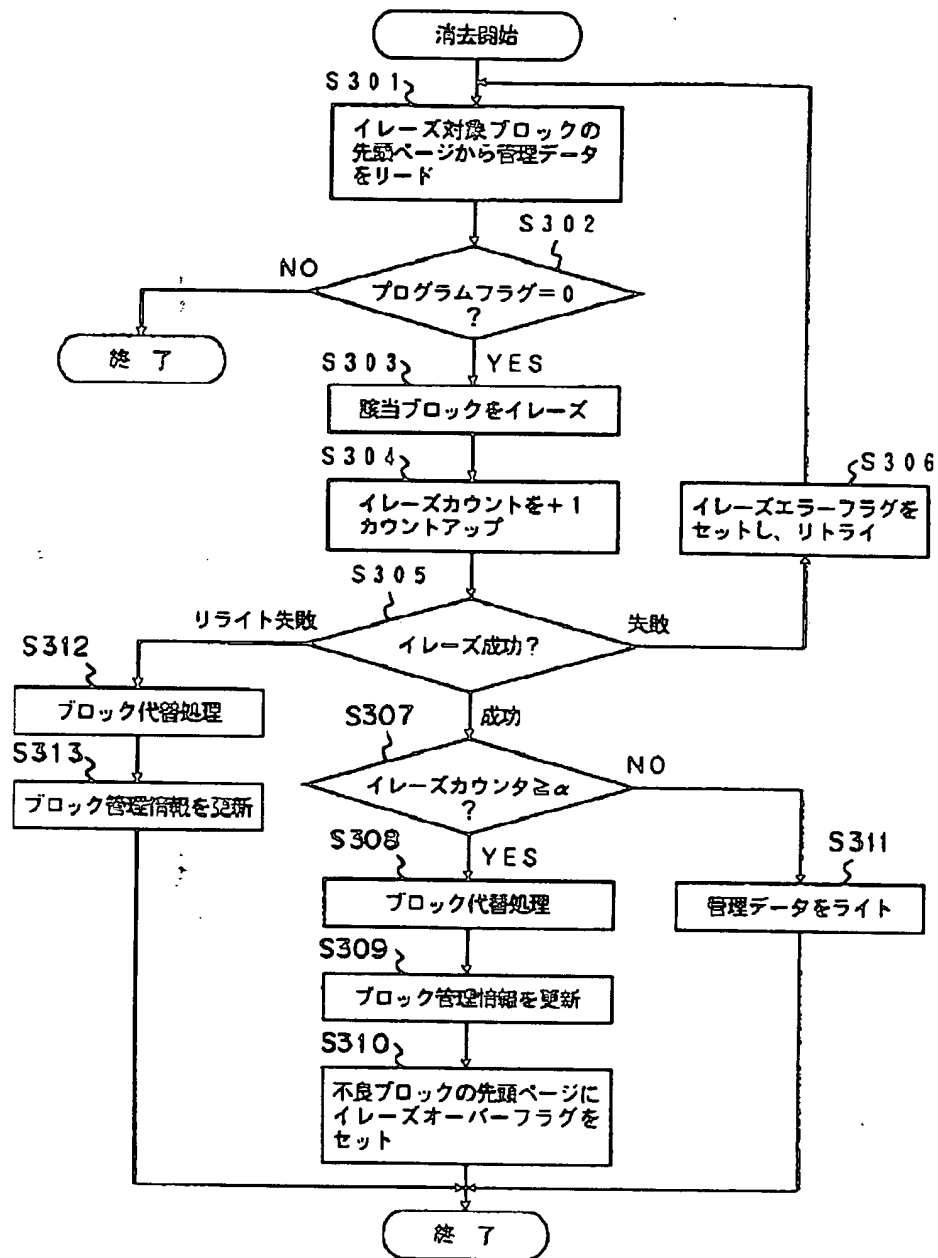 消去開始
S301
イレーズ対象ブロックの
先頭ページから管理データ
をリード
S302
NO
プログラムフラグ=0
?
終 了
S303
YES
該当ブロックをイレーズ
S304
S306
イレーズカウントを+1
カウントアップ
イレーズエラーフラグを
セットし、リトライ
S305
リライト失敗
イレーズ成功?
失敗
S312
ブロック代替処理
S307
成功
S313
イレーズカウンタ≧α
?
NO
ブロック管理情報を更新
S308
YES
S311
ブロック代替処理
管理データをライト
S309
ブロック管理情報を更新
S310
不良ブロックの先頭ページに
イレーズオーバーフラグを
セット
終 了